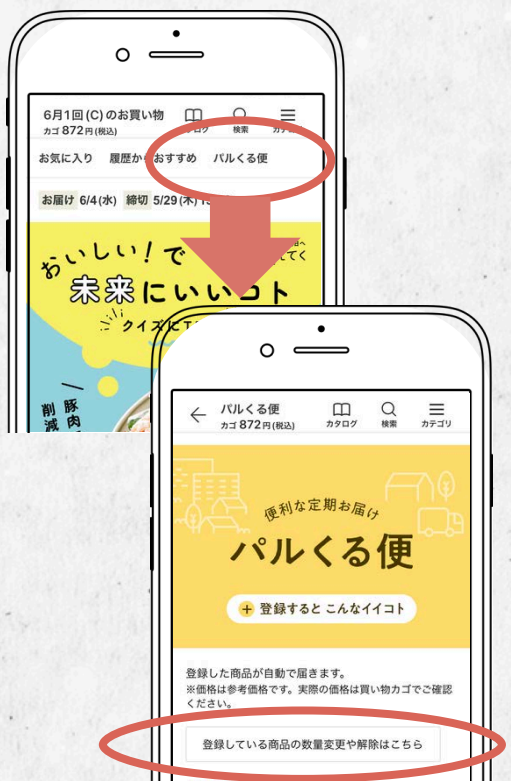 6月1回(C)のお買い物
カゴ 872円(税込)
検索
お気に入り 履歴からおすすめ パルくる便
お届け 6/4(水) 締切 5/29(木)
おいしい!で
未来にいいコト
クイズに
豚肉
削減
パルくる便
カゴ 872円(税込)
カタログ 検索 カテゴリ
便利な定期お届け
パルくる便
+ 登録すると こんなイイコト
登録した商品が自動で届きます。
※価格は参考価格です。実際の価格は買い物カゴでご確認
ください。
登録している商品の数量変更や解除はこちら